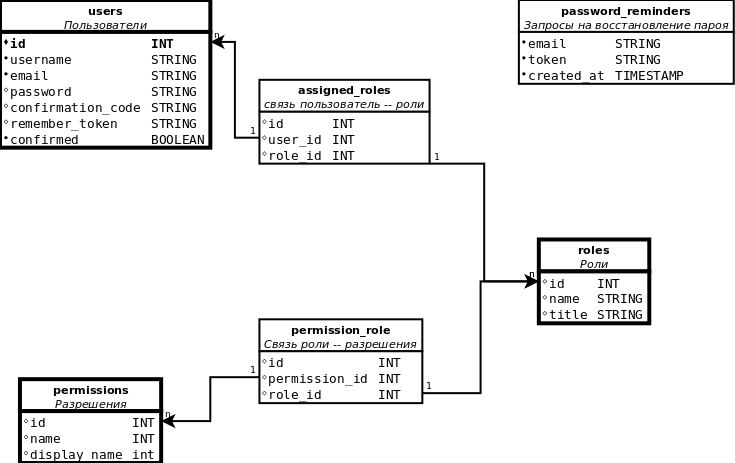 users
Пользователи
id INT
username STRING
email STRING
password STRING
confirmation_code STRING
remember_token STRING
confirmed BOOLEAN
n
password_reminders
Запросы на восстановление пароя
email STRING
token STRING
created_at TIMESTAMP
assigned_roles
связь пользователь -- роли
id INT
user_id INT
role_id INT
1
1
roles
Роли
id INT
name STRING
title STRING
n
permission_role
Связь роли -- разрешения
id INT
permission_id INT
role_id INT
1
1
permissions
Разрешения
id INT
name INT
display_name int
n